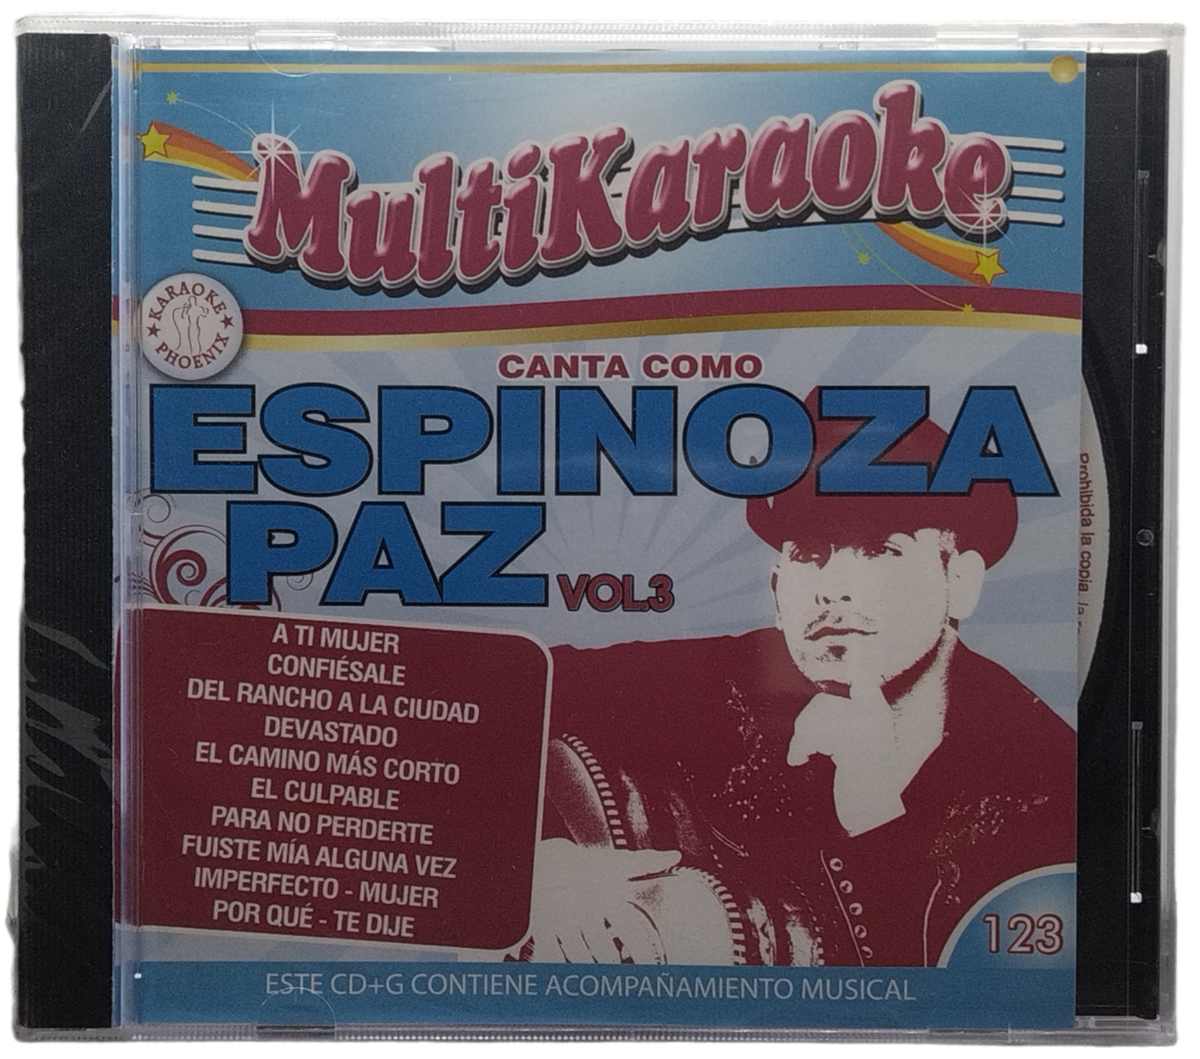 MultiKaraoke
KARAOKE
PHOENIX
CANTA COMO
ESPINOZA
PAZ VOL.3
A TI MUJER
CONFIÉSALE
DEL RANCHO A LA CIUDAD
DEVASTADO
EL CAMINO MÁS CORTO
EL CULPABLE
PARA NO PERDERTE
FUISTE MÍA ALGUNA VEZ
IMPERFECTO - MUJER
POR QUÉ - TE DIJE
123
ESTE CD+G CONTIENE ACOMPAÑAMIENTO MUSICAL
Prohibida la copia, la